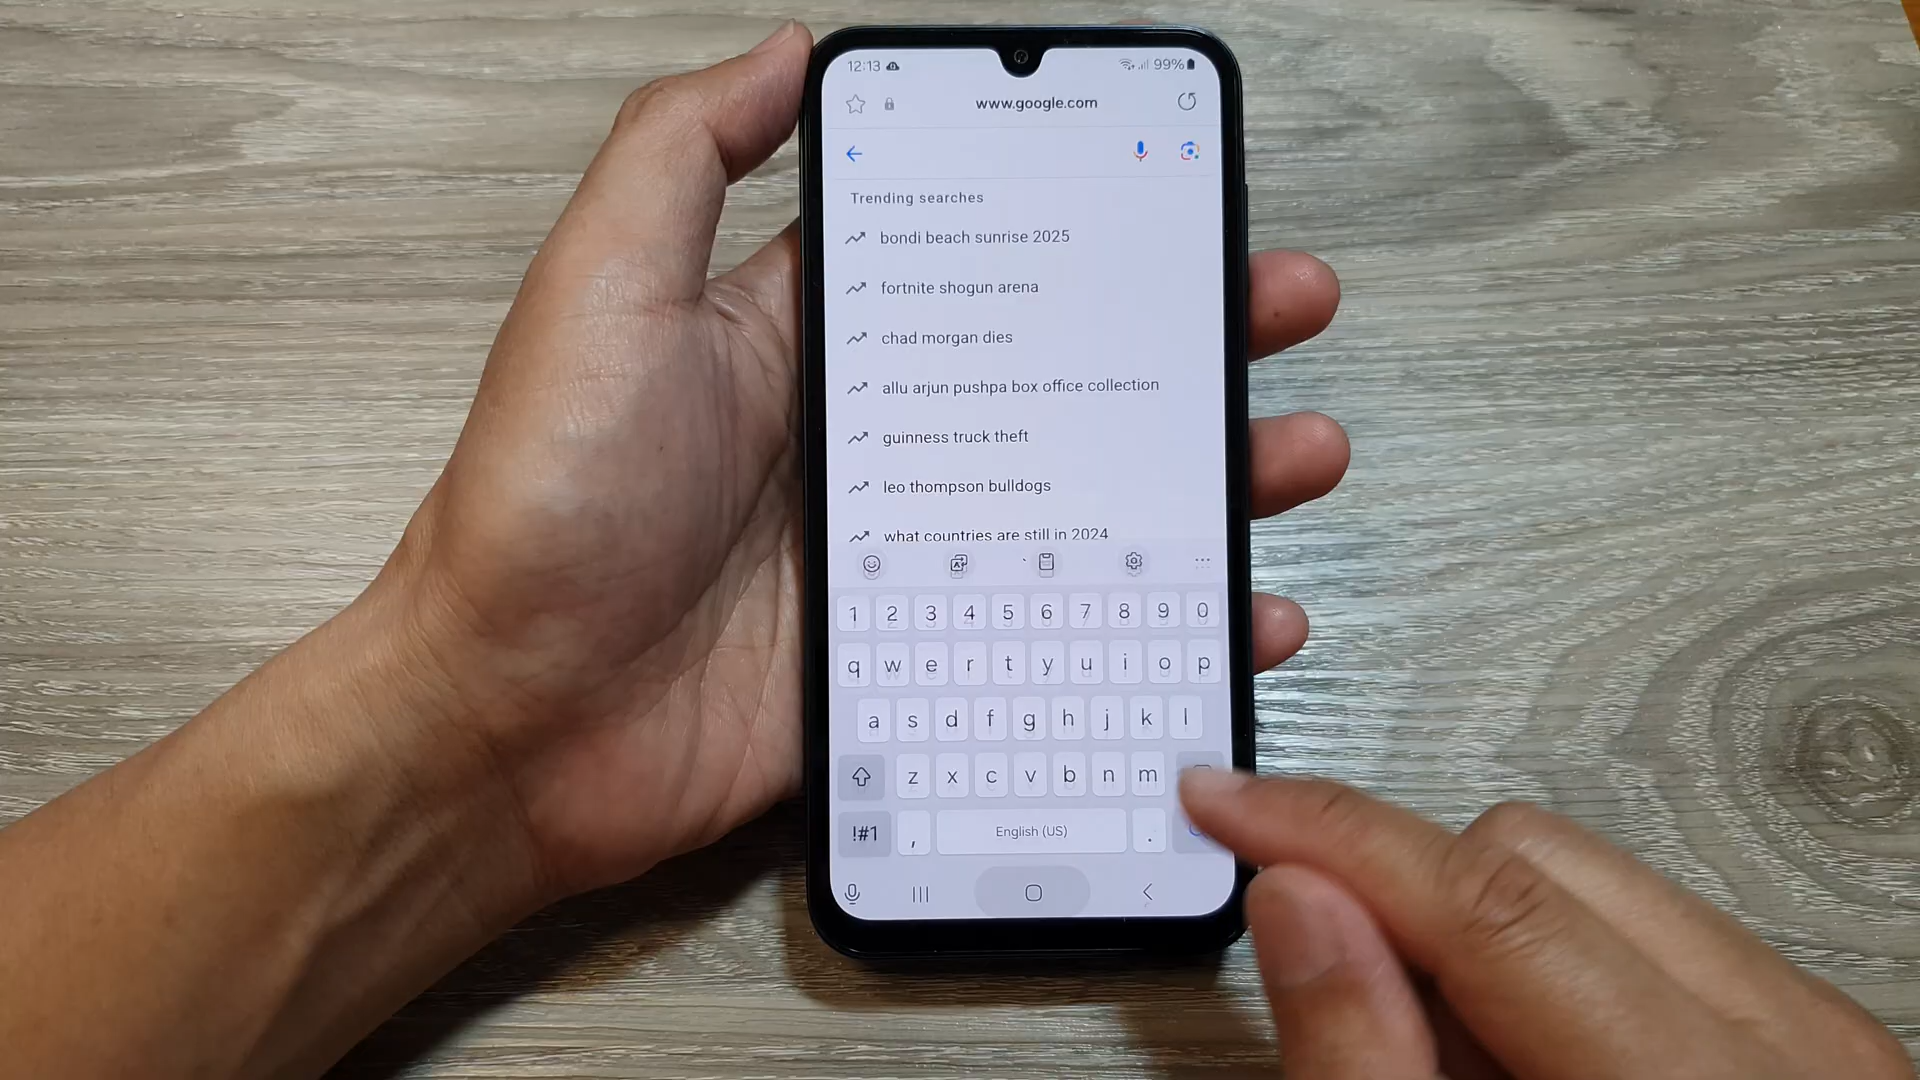 12:13 99%
www.google.com
Trending searches
bondi beach sunrise 2025
fortnite shogun arena
chad morgan dies
allu arjun pushpa box office collection
guinness truck theft
leo thompson bulldogs
what countries are still in 2024
1 2 3 4 5 6 7 8 9 0
q w e r t y u i o p
a s d f g h j k l
z x c v b n m
!#1 , English (US) .